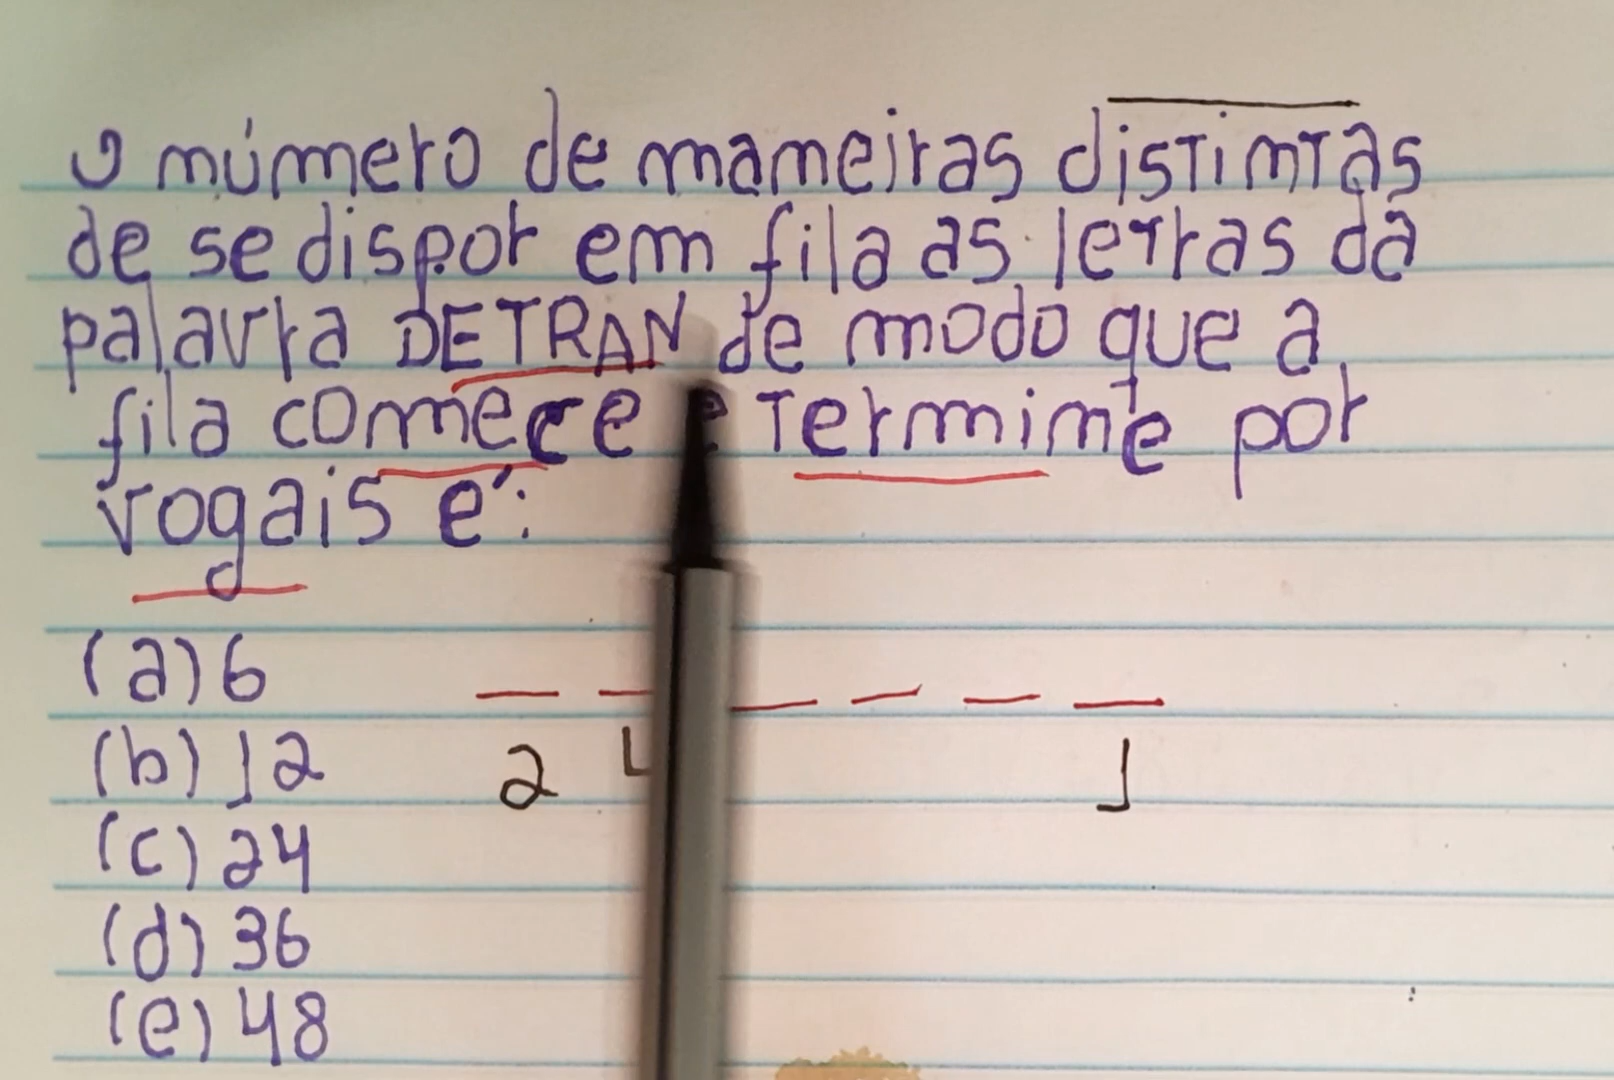 O número de maneiras distintas
de se dispor em fila as letras da
palavra DETRAN de modo que a
fila comece e termine por
vogais é:
(a) 6
(b) 12
(c) 24
(d) 36
(e) 48
2 4 1